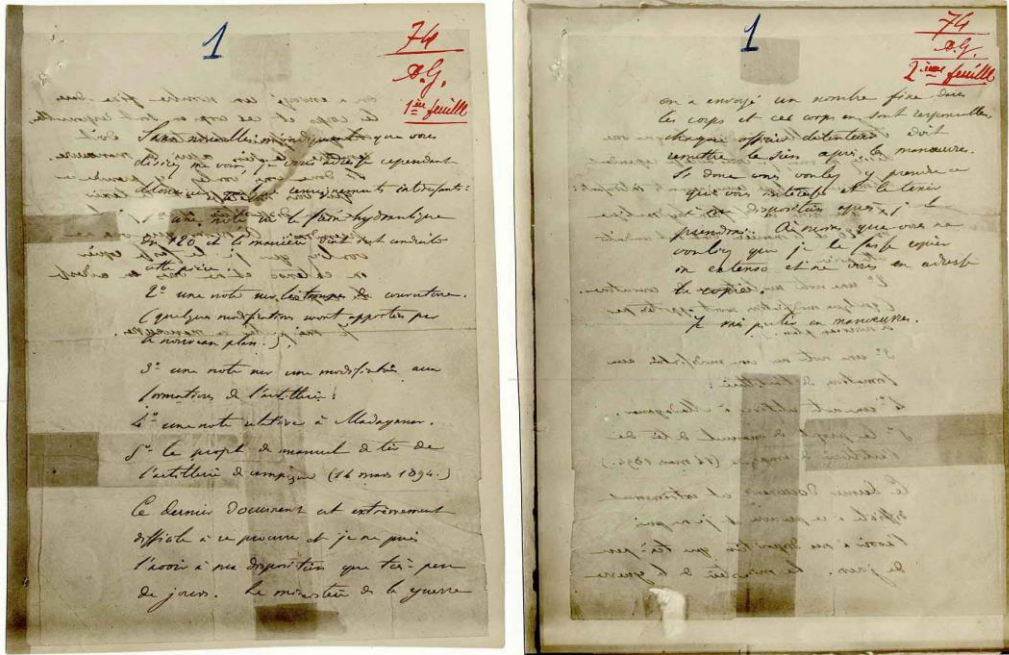 1
74
D.G.
1ière feuille
Sans nouvelles m'indiquant que vous
désirez me voir, je vous adresse cependant
Monsieur quelques renseignements intéressants :
1° une note sur le frein hydraulique
du 120 et la manière dont s'est conduite
cette pièce.
2° une note sur les troupes de couverture.
(quelques modifications seront apportées par
le nouveau plan.)
3° une note sur une modification aux
formations de l'artillerie :
4° une note relative à Madagascar.
5° le projet de manuel de tir de
l'artillerie de campagne (14 mars 1894.)
Ce dernier document est extrêmement
difficile à se procurer et je ne puis
l'avoir à ma disposition que très peu
de jours. Le ministère de la guerre
1
74
D.G.
2ième feuille
en a envoyé un nombre fixe dans
les corps et ces corps en sont responsables
chaque officier détenteur doit
remettre le sien après les manœuvres.
Si donc vous voulez y prendre ce
qui vous intéresse et le tenir
à ma disposition après, je le
prendrai. A moins que vous ne
vouliez que je le fasse copier
in extenso et ne vous en adresse
la copie.
Je vais partir en manœuvres.